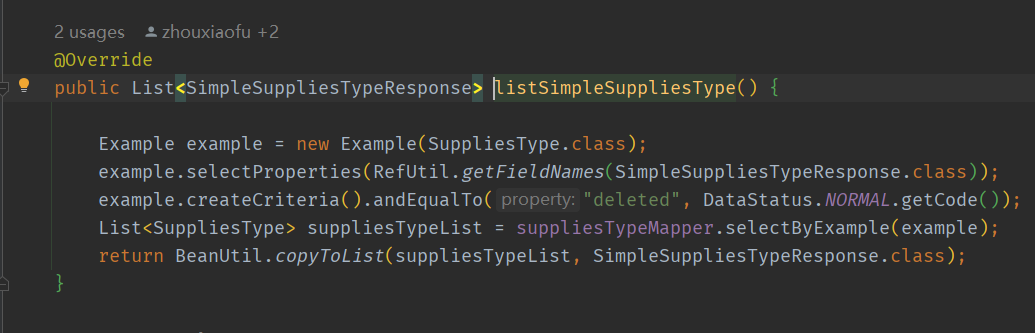 2 usages zhouxiaofu +2
@Override
public List<SimpleSuppliesTypeResponse> listSimpleSuppliesType() {
Example example = new Example(SuppliesType.class);
example.selectProperties(RefUtil.getFieldNames(SimpleSuppliesTypeResponse.class));
example.createCriteria().andEqualTo( property: "deleted", DataStatus.NORMAL.getCode());
List<SuppliesType> suppliesTypeList = suppliesTypeMapper.selectByExample(example);
return BeanUtil.copyToList(suppliesTypeList, SimpleSuppliesTypeResponse.class);
}